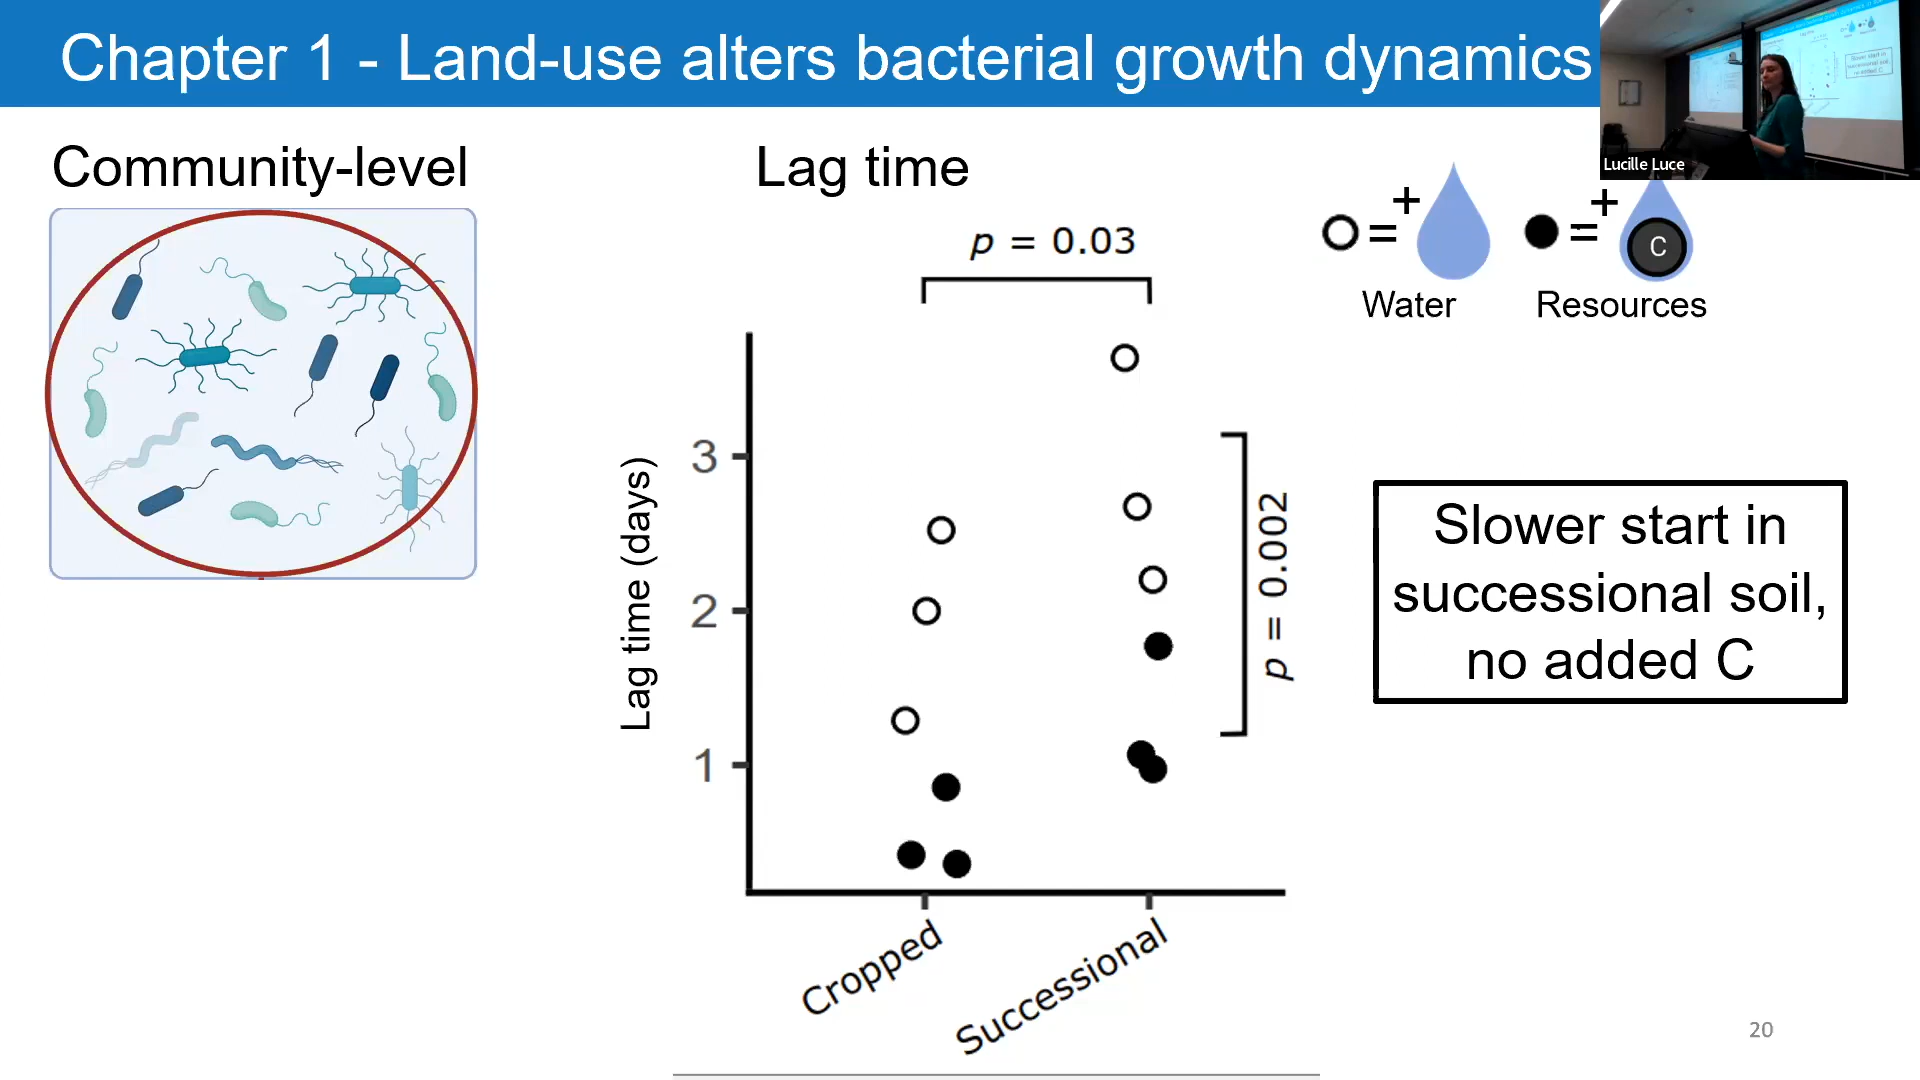 Chapter 1 - Land-use alters bacterial growth dynamics
Lucille Luce
Community-level
Lag time
p = 0.03
+
=
Water
+
=
C
Resources
Lag time (days)
3
2
1
p = 0.002
Slower start in
successional soil,
no added C
Cropped
Successional
20